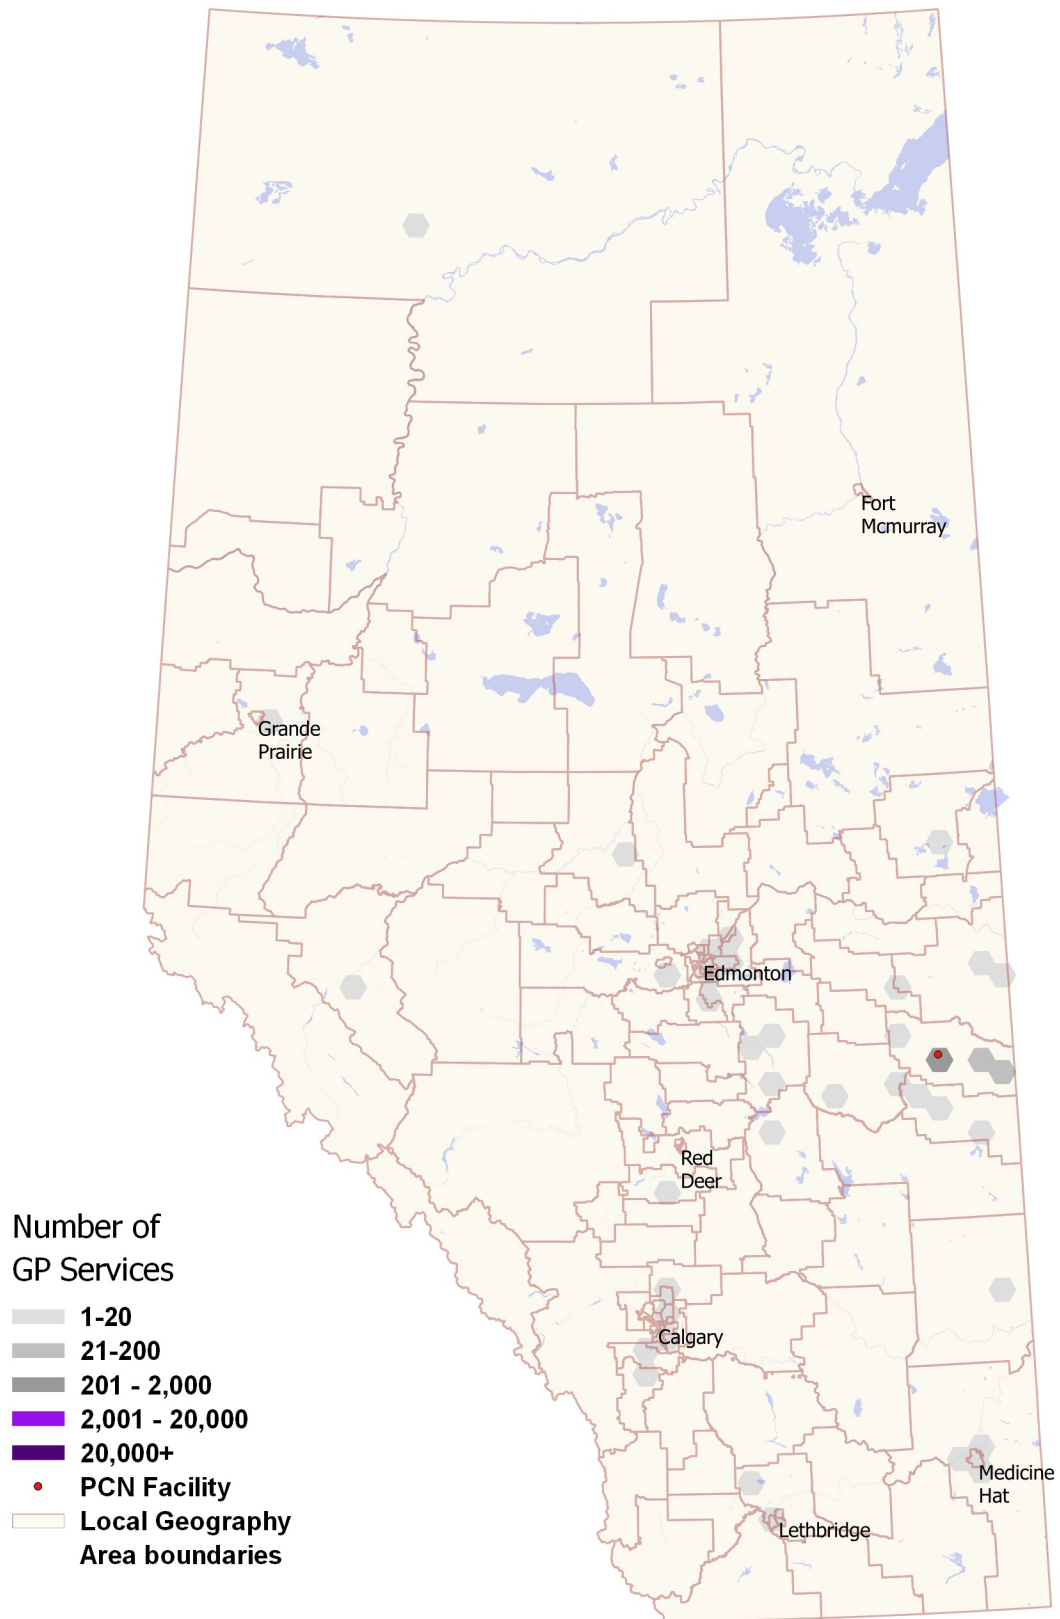 Fort
Mcmurray
Grande
Prairie
Edmonton
Red
Deer
Number of
GP Services
1-20
21-200
201 - 2,000
2,001 - 20,000
20,000+
PCN Facility
Local Geography
Area boundaries
Calgary
Medicine
Hat
Lethbridge